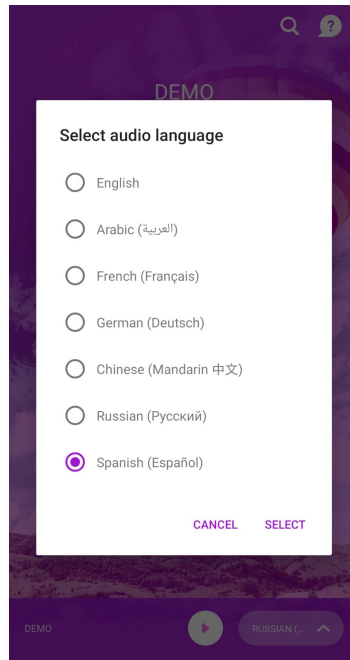 DEMO
Select audio language
English
Arabic (العربية)
French (Français)
German (Deutsch)
Chinese (Mandarin 中文)
Russian (Русский)
Spanish (Español)
CANCEL SELECT
DEMO RUSSIAN (...